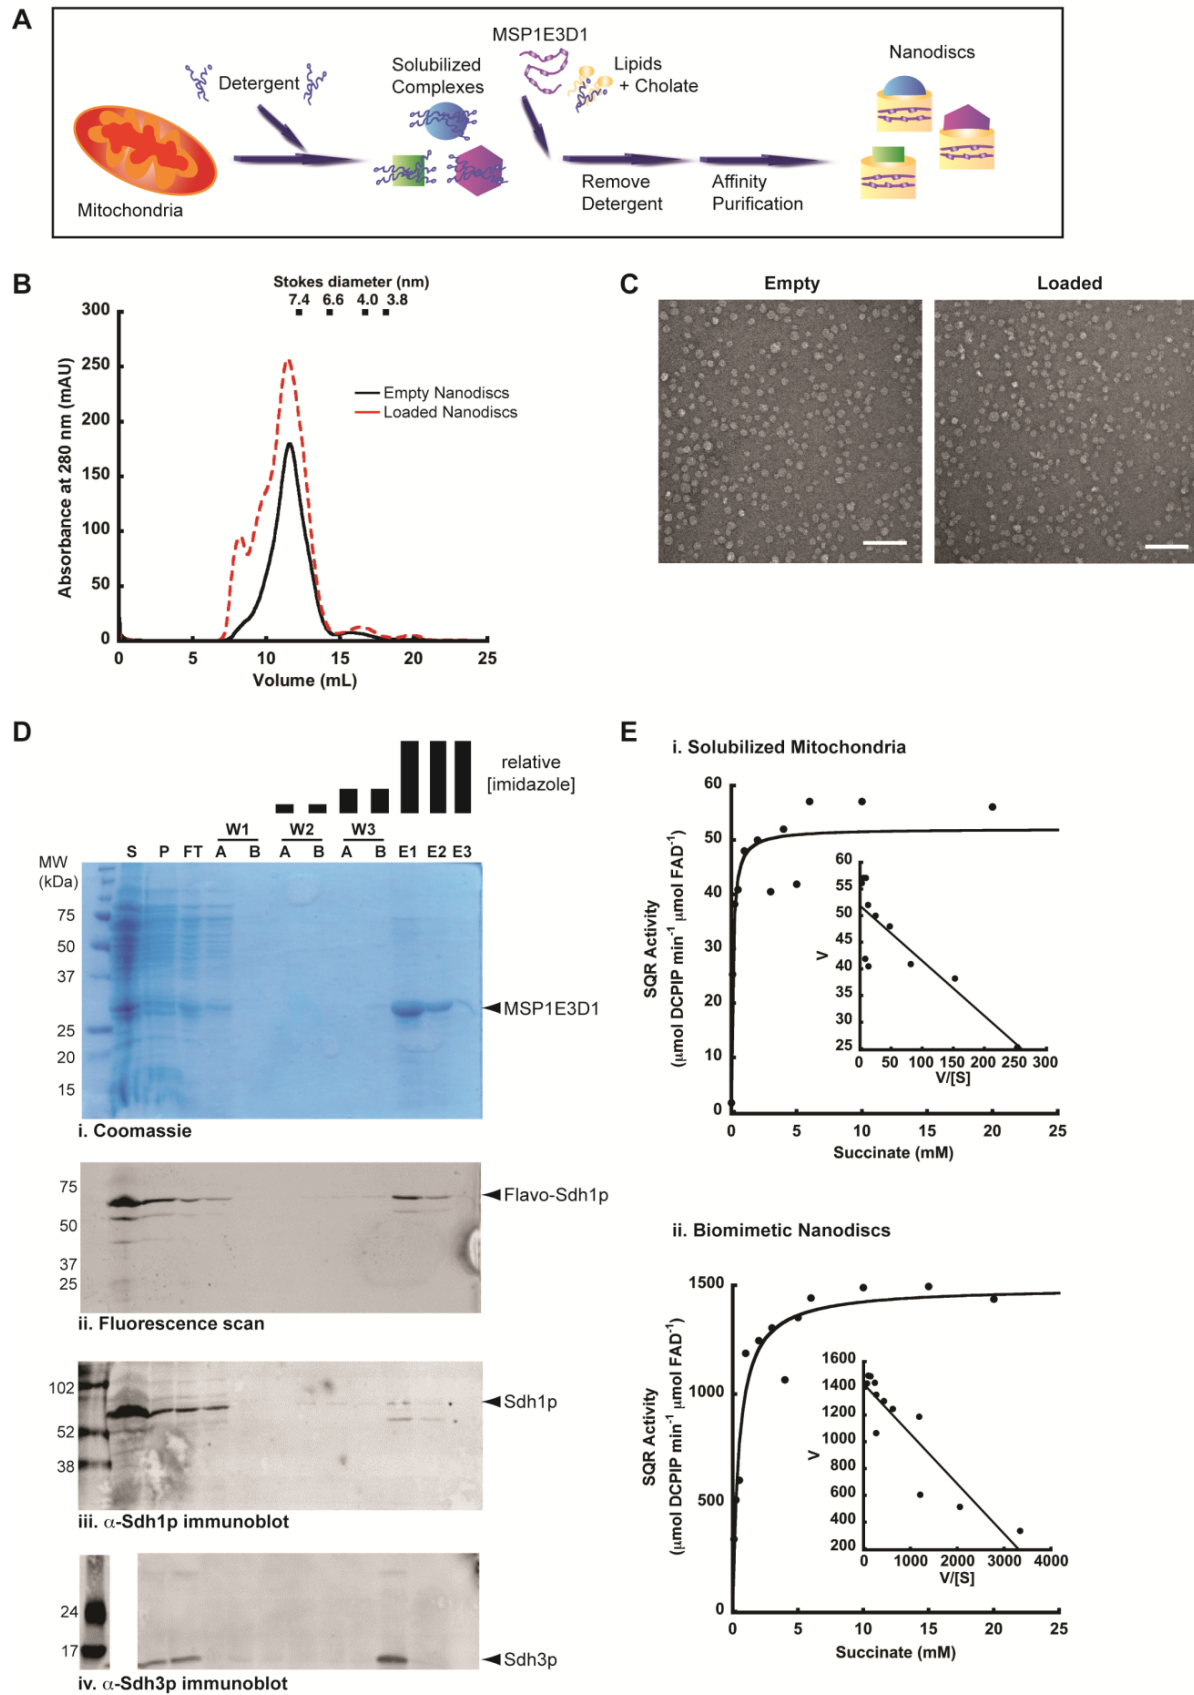 A
MSP1E3D1
Nanodiscs
Detergent
Solubilized
Complexes
Lipids
+ Cholate
Mitochondria
Remove
Detergent
Affinity
Purification
B
Stokes diameter (nm)
7.4 6.6 4.0 3.8
300
250
200
150
100
50
0
Absorbance at 280 nm (mAU)
Empty Nanodiscs
Loaded Nanodiscs
0 5 10 15 20 25
Volume (mL)
C
Empty Loaded
D
relative
[imidazole]
W1 W2 W3
S P FT A B A B A B E1 E2 E3
MW
(kDa)
75
50
37
25
20
15
MSP1E3D1
i. Coomassie
75
50
37
25
Flavo-Sdh1p
ii. Fluorescence scan
102
52
38
Sdh1p
iii. α-Sdh1p immunoblot
24
17
Sdh3p
iv. α-Sdh3p immunoblot
E
i. Solubilized Mitochondria
60
50
40
30
20
10
0
SQR Activity
(μmol DCPIP min⁻¹ μmol FAD⁻¹)
0 5 10 15 20 25
Succinate (mM)
60
55
50
45
40
35
30
25
V
0 50 100 150 200 250 300
V/[S]
ii. Biomimetic Nanodiscs
1500
1000
500
0
SQR Activity
(μmol DCPIP min⁻¹ μmol FAD⁻¹)
0 5 10 15 20 25
Succinate (mM)
1600
1400
1200
1000
800
600
400
200
V
0 1000 2000 3000 4000
V/[S]